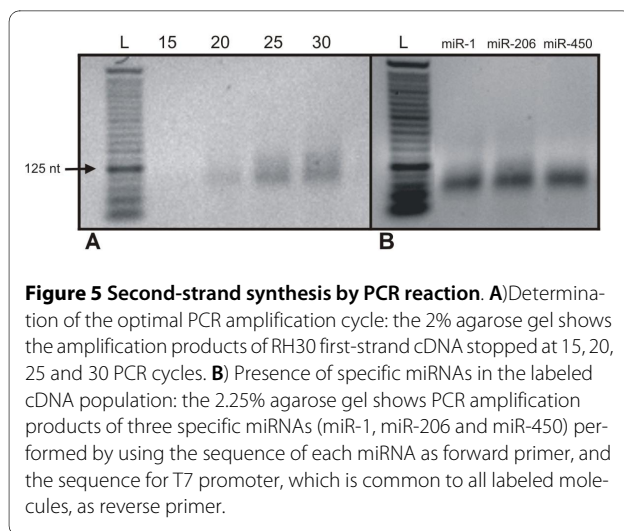 L 15 20 25 30 L miR-1 miR-206 miR-450
125 nt
A B
Figure 5 Second-strand synthesis by PCR reaction. A)Determina-
tion of the optimal PCR amplification cycle: the 2% agarose gel shows
the amplification products of RH30 first-strand cDNA stopped at 15, 20,
25 and 30 PCR cycles. B) Presence of specific miRNAs in the labeled
cDNA population: the 2.25% agarose gel shows PCR amplification
products of three specific miRNAs (miR-1, miR-206 and miR-450) per-
formed by using the sequence of each miRNA as forward primer, and
the sequence for T7 promoter, which is common to all labeled mole-
cules, as reverse primer.